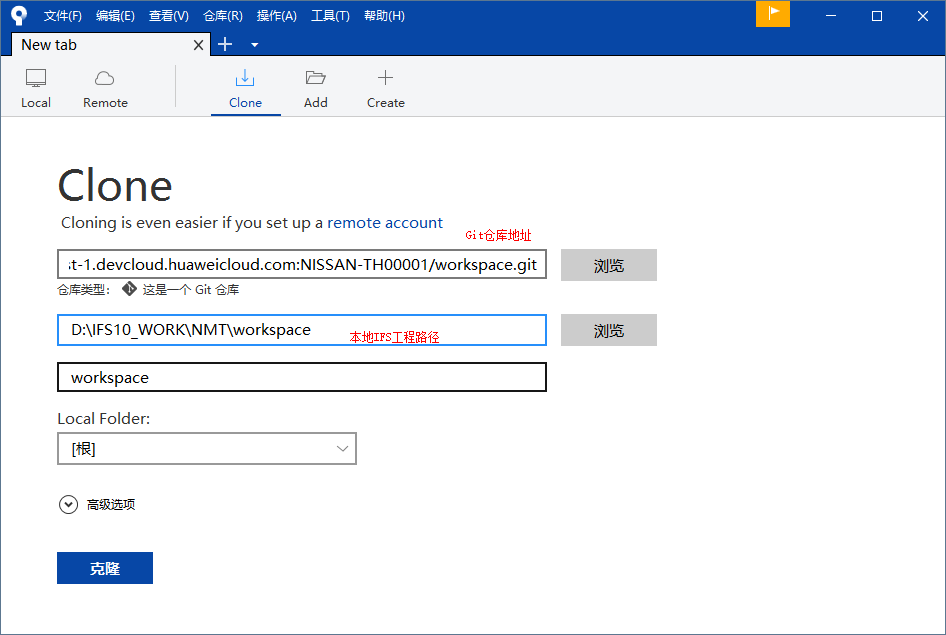 文件(F) 编辑(E) 查看(V) 仓库(R) 操作(A) 工具(T) 帮助(H)
New tab
Local Remote Clone Add Create
Clone
Cloning is even easier if you set up a remote account
Git仓库地址
st-1.devcloud.huaweicloud.com:NISSAN-TH00001/workspace.git 浏览
仓库类型: 这是一个 Git 仓库
D:\IFS10_WORK\NMT\workspace 本地IFS工程路径 浏览
workspace
Local Folder:
[根]
高级选项
克隆